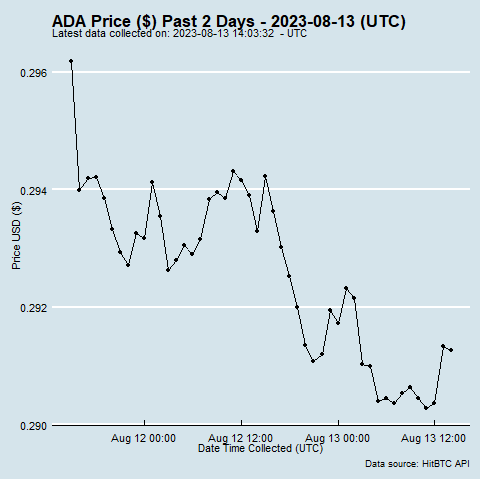 ADA Price ($) Past 2 Days - 2023-08-13 (UTC)
Latest data collected on: 2023-08-13 14:03:32 - UTC
0.296
0.294
0.292
0.290
Price USD ($)
Aug 12 00:00 Aug 12 12:00 Aug 13 00:00 Aug 13 12:00
Date Time Collected (UTC)
Data source: HitBTC API